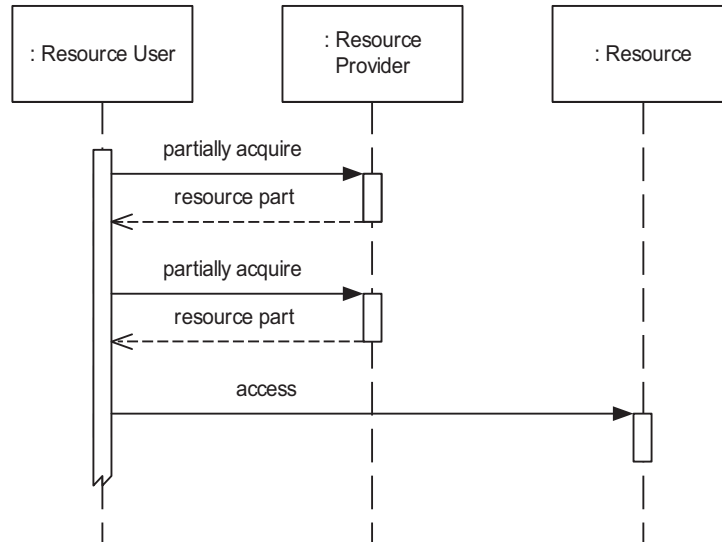 : Resource User
: Resource
Provider
: Resource
partially acquire
resource part
partially acquire
resource part
access